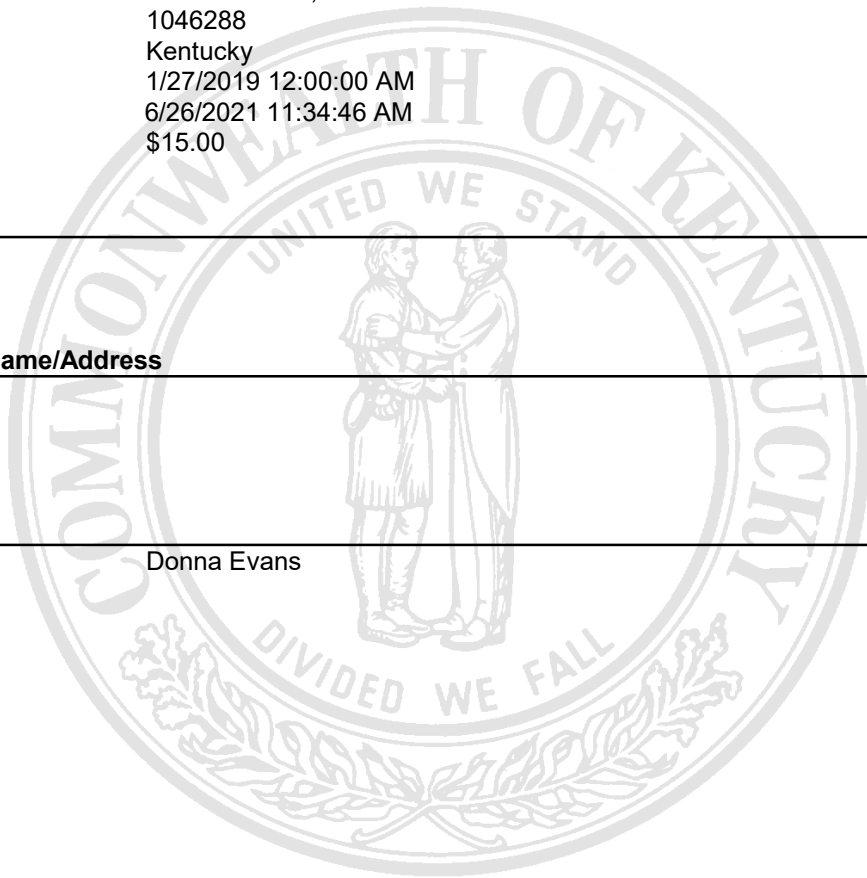 1046288
Kentucky
1/27/2019 12:00:00 AM
6/26/2021 11:34:46 AM
$15.00
COMMONWEALTH OF KENTUCKY
UNITED WE STAND
ame/Address
Donna Evans
DIVIDED WE FALL